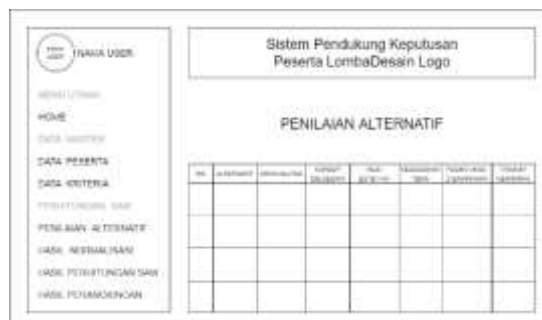 NAMA USER
Sistem Pendukung Keputusan
Peserta LombaDesain Logo
MENU UTAMA
HOME
DATA MASTER
DATA PESERTA
DATA KRITERIA
PERHITUNGAN SAW
PENILAIAN ALTERNATIF
HASIL NORMALISASI
HASIL PERHITUNGAN SAW
HASIL PERANGKINGAN
PENILAIAN ALTERNATIF
NO
ALTERNATIF